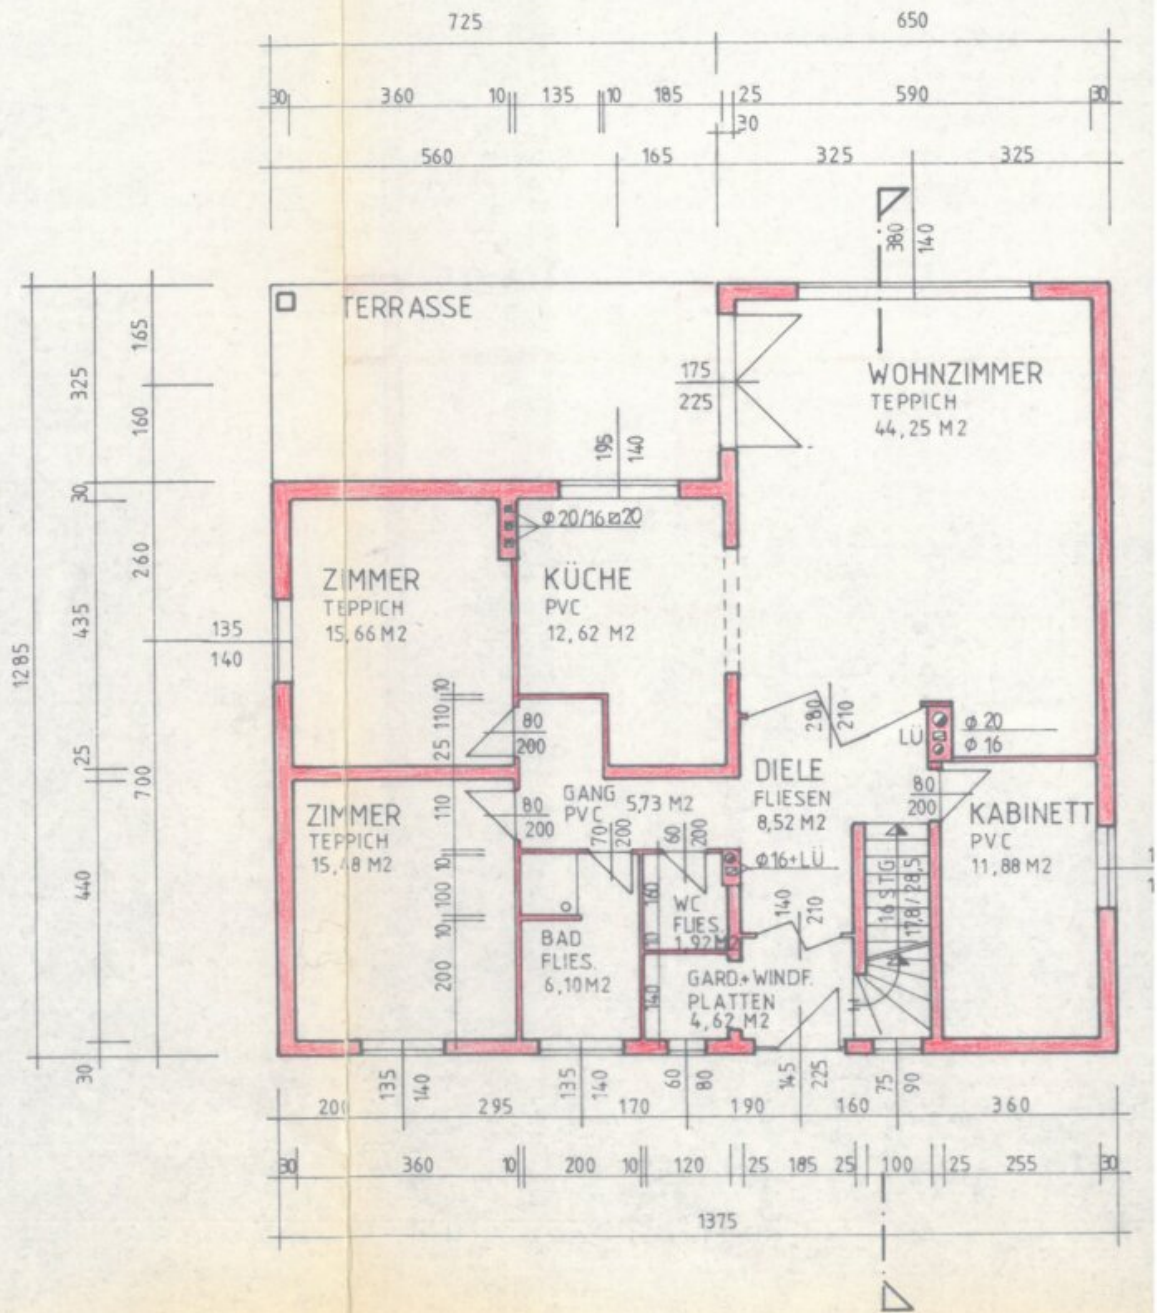 725 650
30 360 10 135 10 185 25 590 30
30
560 165 325 325
380
140
TERRASSE
175
225
WOHNZIMMER
TEPPICH
44,25 M2
195
140
165
325
160
30
260
435
1285
25
700
440
30
135
140
ϕ 20/16 ⧄ 20
ZIMMER
TEPPICH
15,66 M2
KÜCHE
PVC
12,62 M2
10
110
25
80
200
280
210
LÜ
ϕ 20
ϕ 16
DIELE
FLIESEN
8,52 M2
80
200
KABINETT
PVC
11,88 M2
ZIMMER
TEPPICH
15,48 M2
110
10
100
10
200
80
200
GANG
PVC 5,73 M2
70
200
60
200
ϕ16+LÜ
160
WC
FLIES.
1,92 M2
10
140
140
210
16 STG
17,8 / 28,5
BAD
FLIES.
6,10 M2
GARD.+WINDF.
PLATTEN
4,62 M2
135
140
135
140
60
80
145
225
75
90
200 295 170 190 160 360
30 360 10 200 10 120 25 185 25 100 25 255 30
1375